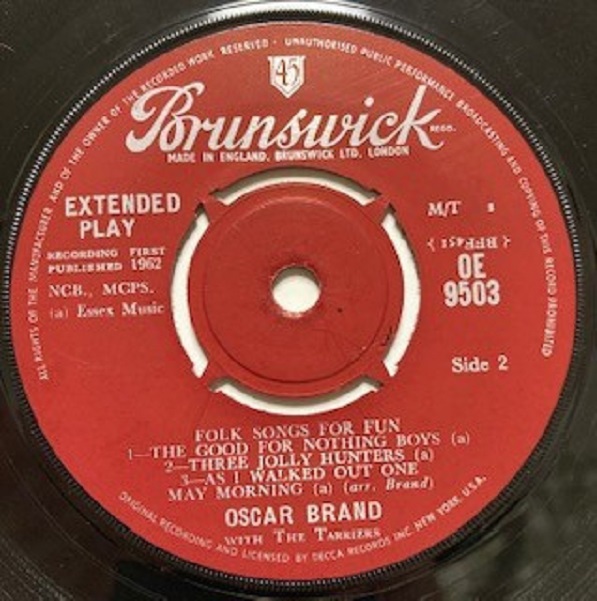 ALL RIGHTS OF THE MANUFACTURER AND OF THE OWNER OF THE RECORDED WORK RESERVED · UNAUTHORISED PUBLIC PERFORMANCE BROADCASTING AND COPYING OF THIS RECORD PROHIBITED
45
Brunswick
REGD.
MADE IN ENGLAND. BRUNSWICK LTD. LONDON
EXTENDED
PLAY
RECORDING FIRST
PUBLISHED 1962
NCB., MCPS.
(a) Essex Music
M/T
OE
9503
Side 2
FOLK SONGS FOR FUN
1—THE GOOD FOR NOTHING BOYS (a)
2—THREE JOLLY HUNTERS (a)
3—AS I WALKED OUT ONE
MAY MORNING (a) (arr. Brand)
OSCAR BRAND
WITH THE TARRIERS
ORIGINAL RECORDING AND LICENSED BY DECCA RECORDS INC. NEW YORK, U.S.A.